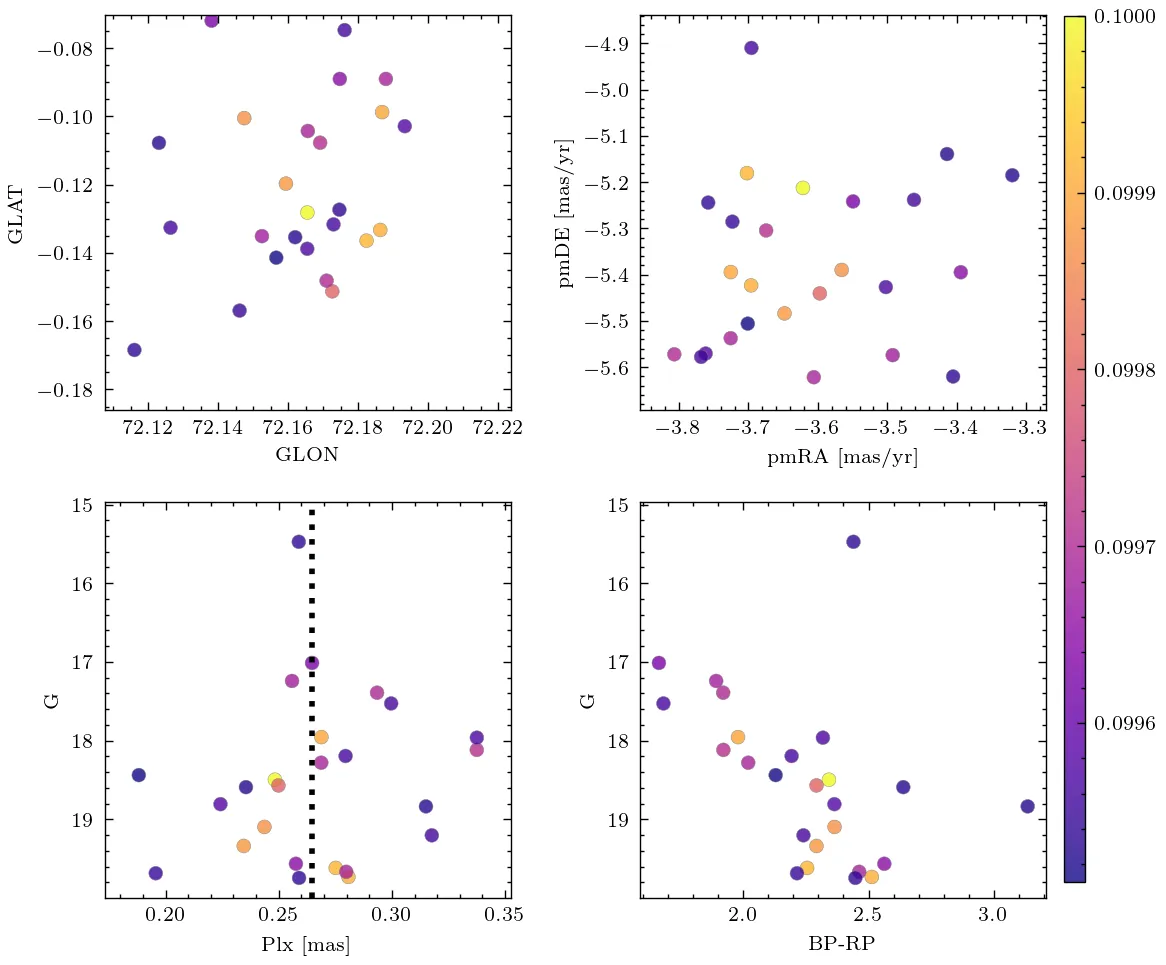 −0.08
−0.10
−0.12
−0.14
−0.16
−0.18
GLAT
72.12 72.14 72.16 72.18 72.20 72.22
GLON
−4.9
−5.0
−5.1
−5.2
−5.3
−5.4
−5.5
−5.6
pmDE [mas/yr]
−3.8 −3.7 −3.6 −3.5 −3.4 −3.3
pmRA [mas/yr]
15
16
17
18
19
G
0.20 0.25 0.30 0.35
Plx [mas]
15
16
17
18
19
G
2.0 2.5 3.0
BP-RP
0.1000
0.0999
0.0998
0.0997
0.0996